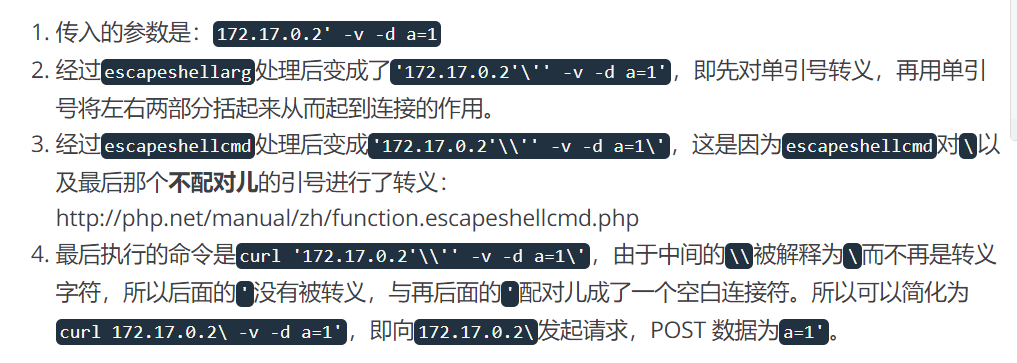 1. 传入的参数是：172.17.0.2' -v -d a=1
2. 经过escapeshellarg处理后变成了'172.17.0.2'\'' -v -d a=1'，即先对单引号转义，再用单引
号将左右两部分括起来从而起到连接的作用。
3. 经过escapeshellcmd处理后变成'172.17.0.2'\\'' -v -d a=1\'，这是因为escapeshellcmd对\以
及最后那个不配对儿的引号进行了转义：
http://php.net/manual/zh/function.escapeshellcmd.php
4. 最后执行的命令是curl '172.17.0.2'\\'' -v -d a=1\'，由于中间的\\被解释为\而不再是转义
字符，所以后面的'没有被转义，与再后面的'配对儿成了一个空白连接符。所以可以简化为
curl 172.17.0.2\ -v -d a=1'，即向172.17.0.2\发起请求，POST 数据为a=1'。